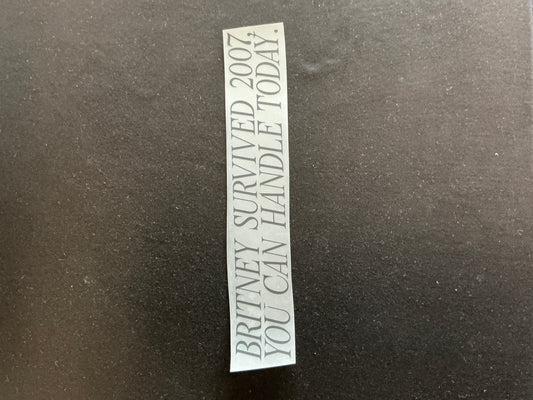 BRITNEY SURVIVED 2007,
YOU CAN HANDLE TODAY.